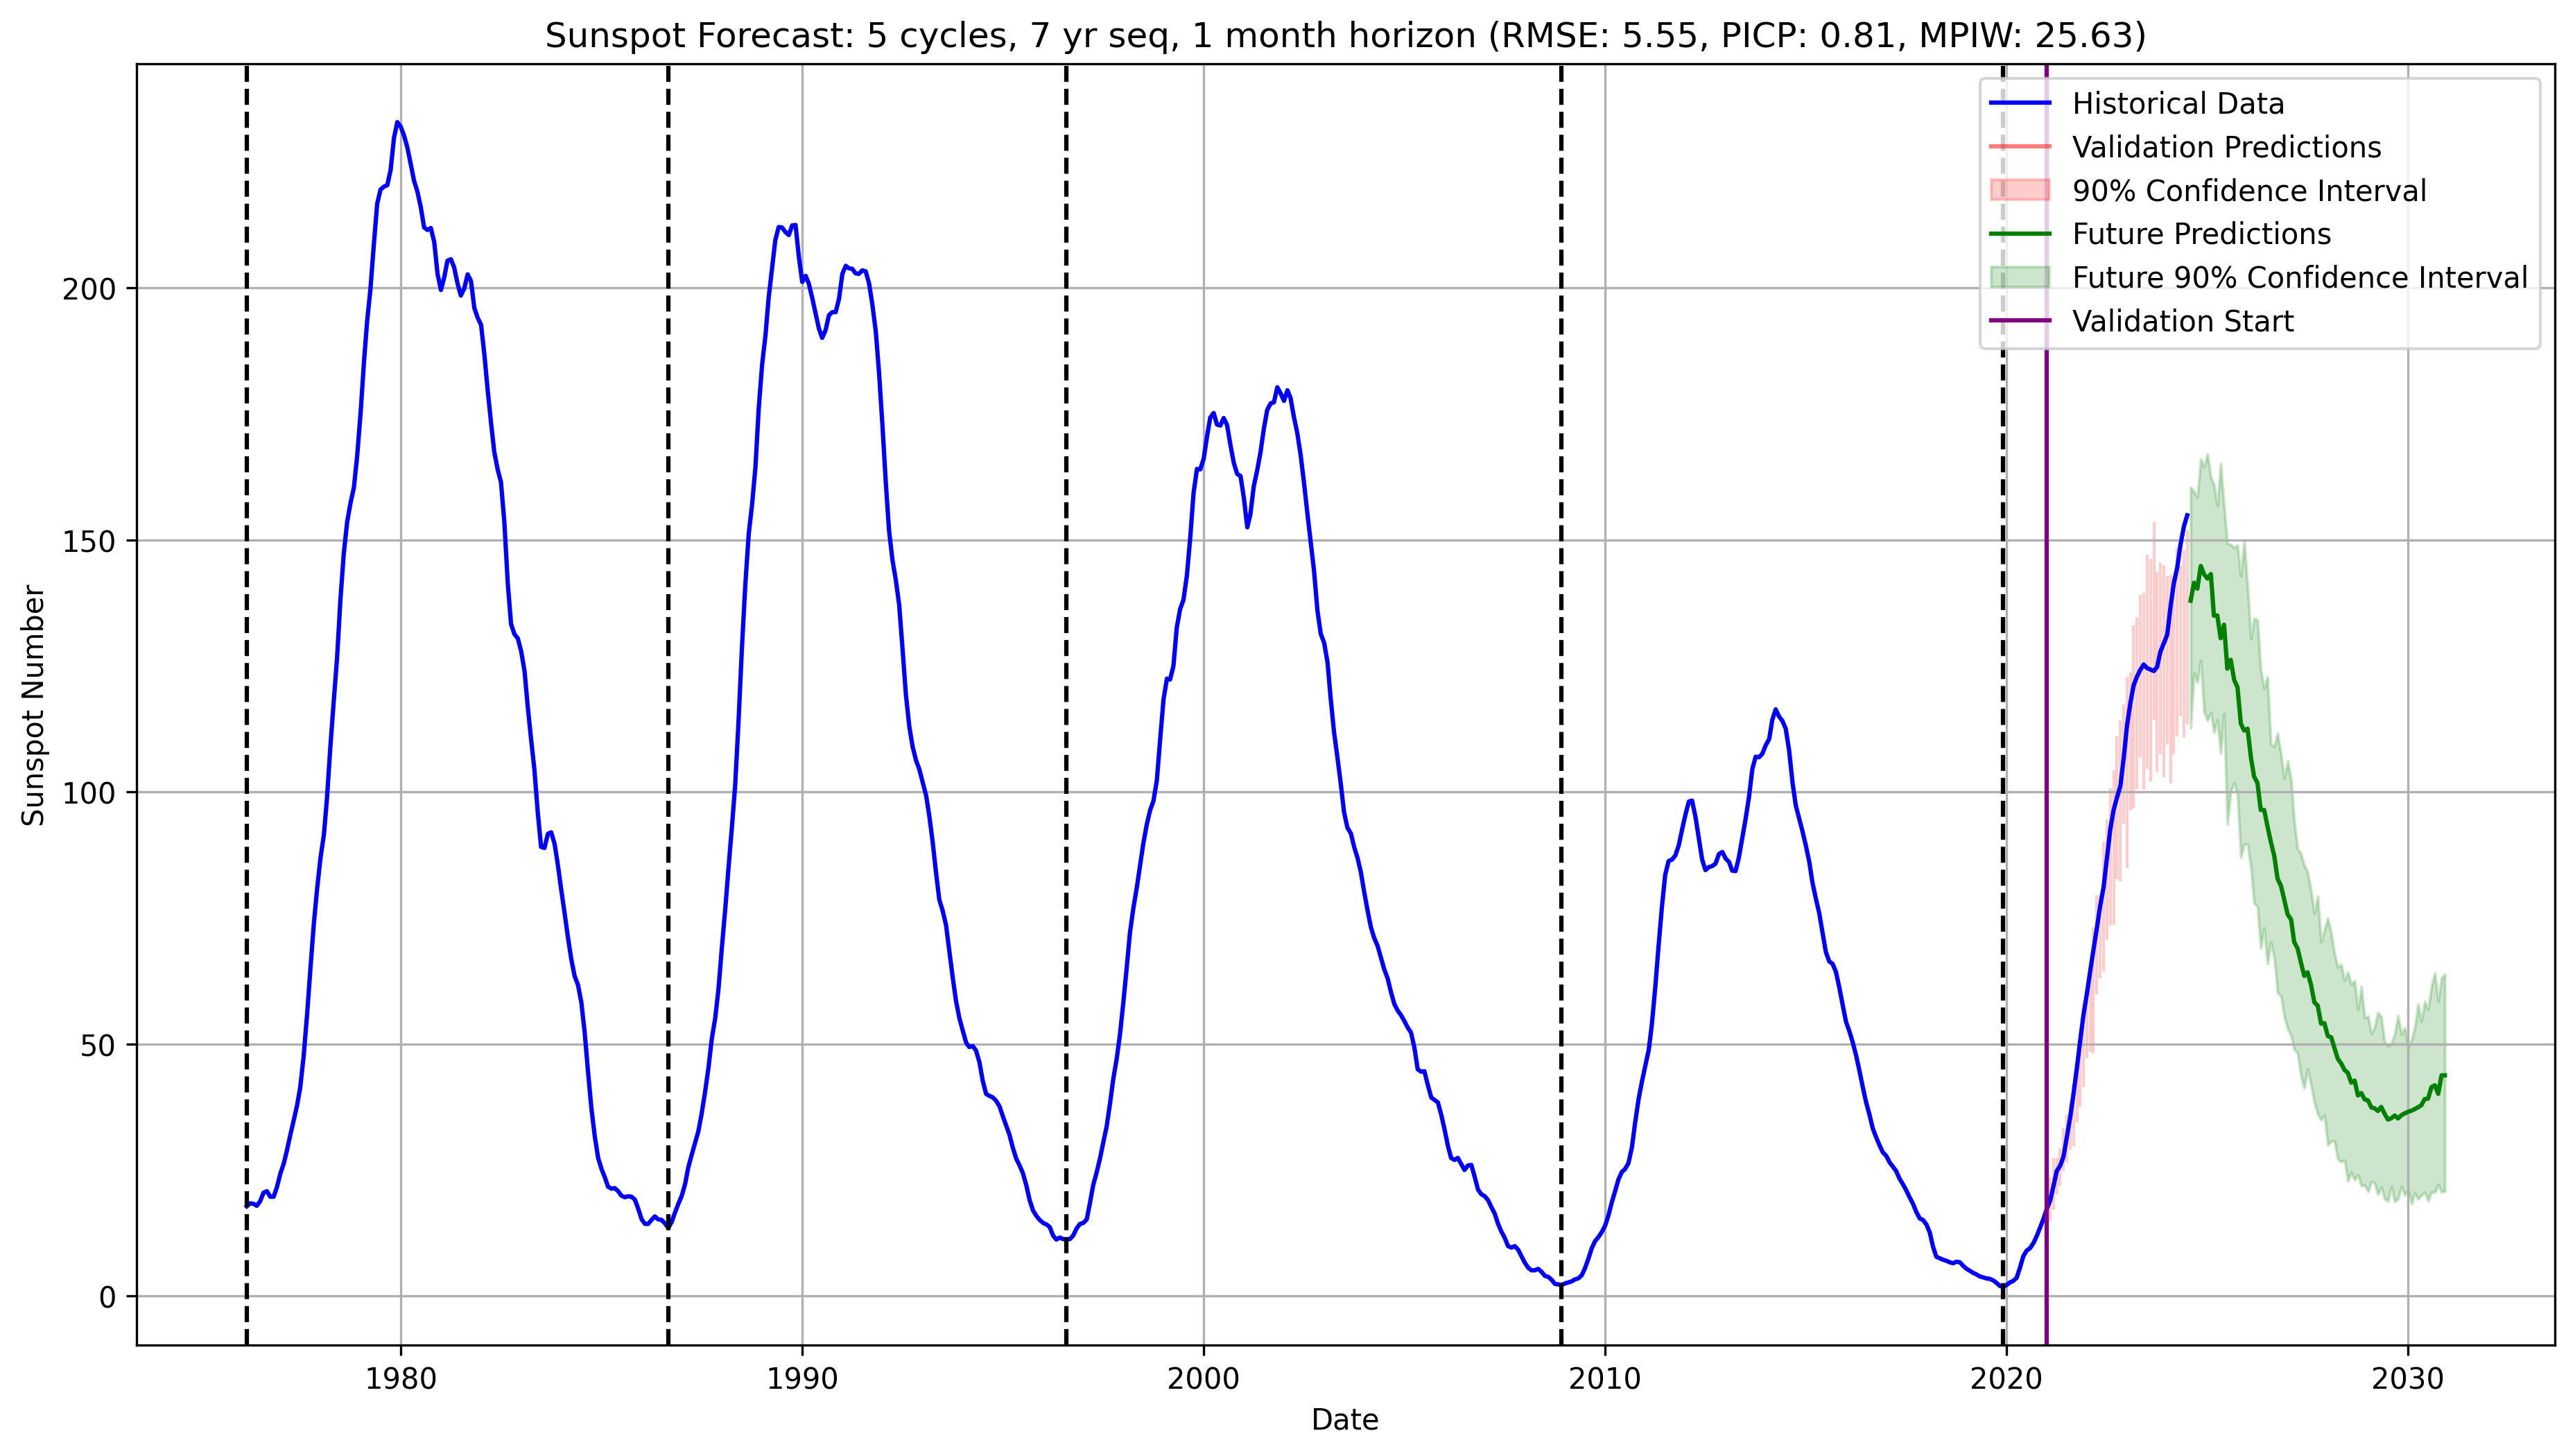 Sunspot Forecast: 5 cycles, 7 yr seq, 1 month horizon (RMSE: 5.55, PICP: 0.81, MPIW: 25.63)
Historical Data
Validation Predictions
90% Confidence Interval
Future Predictions
Future 90% Confidence Interval
Validation Start
Sunspot Number
200
150
100
50
0
1980
1990
2000
2010
2020
2030
Date